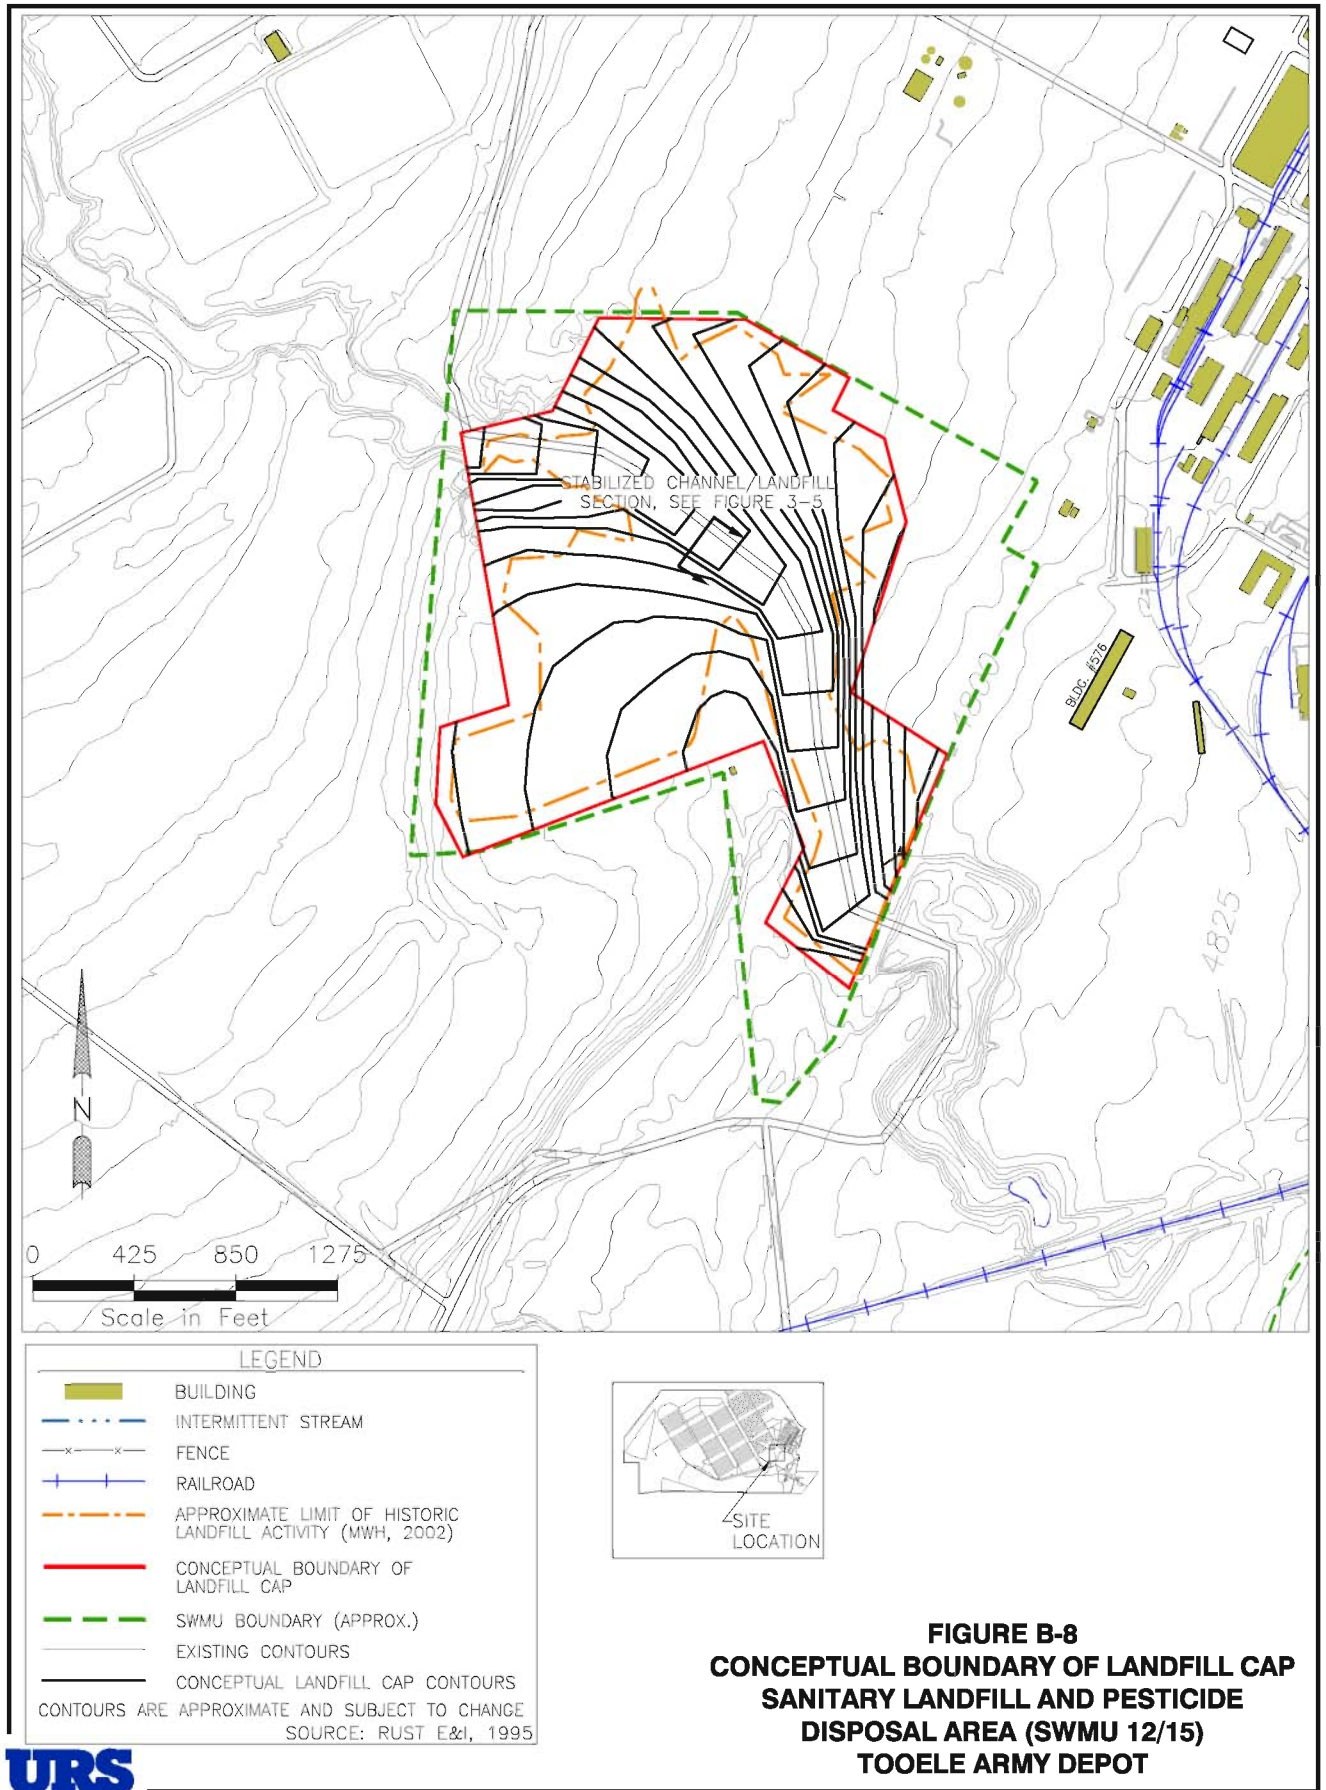 STABILIZED CHANNEL/LANDFILL
SECTION, SEE FIGURE 3-5
BLDG. #576
4800
4825
N
0 425 850 1275
Scale in Feet
LEGEND
BUILDING
INTERMITTENT STREAM
FENCE
RAILROAD
APPROXIMATE LIMIT OF HISTORIC
LANDFILL ACTIVITY (MWH, 2002)
CONCEPTUAL BOUNDARY OF
LANDFILL CAP
SWMU BOUNDARY (APPROX.)
EXISTING CONTOURS
CONCEPTUAL LANDFILL CAP CONTOURS
CONTOURS ARE APPROXIMATE AND SUBJECT TO CHANGE
SOURCE: RUST E&I, 1995
SITE
LOCATION
FIGURE B-8
CONCEPTUAL BOUNDARY OF LANDFILL CAP
SANITARY LANDFILL AND PESTICIDE
DISPOSAL AREA (SWMU 12/15)
TOOELE ARMY DEPOT
URS